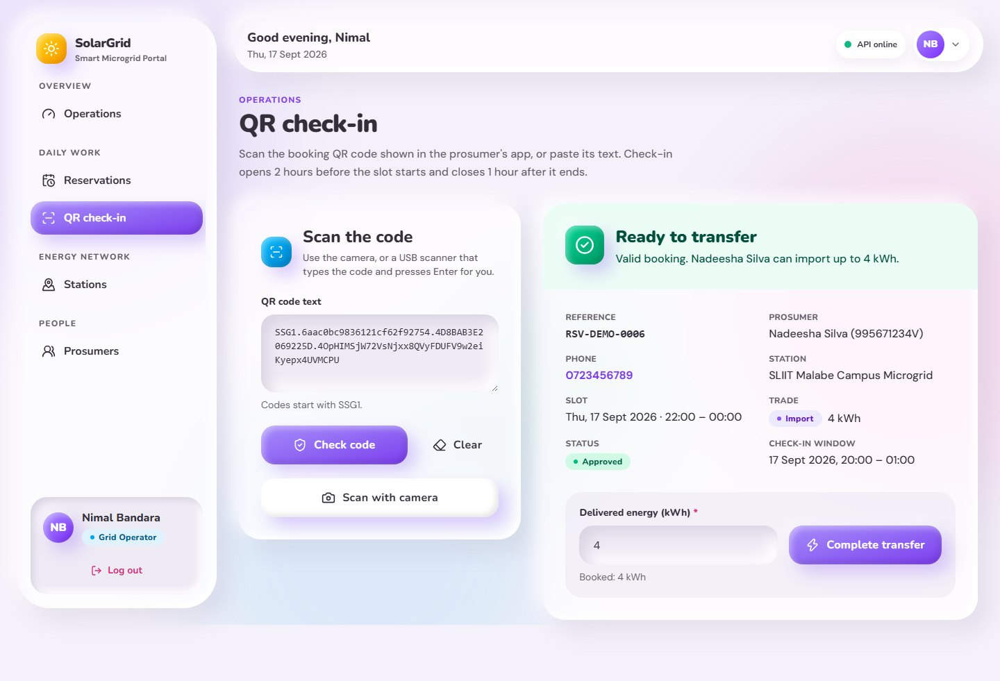 SolarGrid
Smart Microgrid Portal
OVERVIEW
Operations
DAILY WORK
Reservations
QR check-in
ENERGY NETWORK
Stations
PEOPLE
Prosumers
NB
Nimal Bandara
Grid Operator
Log out
Good evening, Nimal
Thu, 17 Sept 2026
API online
NB
OPERATIONS
QR check-in
Scan the booking QR code shown in the prosumer's app, or paste its text. Check-in
opens 2 hours before the slot starts and closes 1 hour after it ends.
Scan the code
Use the camera, or a USB scanner that
types the code and presses Enter for you.
QR code text
SSG1.6aac0bc9836121cf62f92754.4D8BAB3E2
069225D.4OpHIMSjW72VsNjxx8QVyFDUFV9w2ei
Kyepx4UVMCPU
Codes start with SSG1.
Check code
Clear
Scan with camera
Ready to transfer
Valid booking. Nadeesha Silva can import up to 4 kWh.
REFERENCE
RSV-DEMO-0006
PROSUMER
Nadeesha Silva (995671234V)
PHONE
0723456789
STATION
SLIIT Malabe Campus Microgrid
SLOT
Thu, 17 Sept 2026 · 22:00 – 00:00
TRADE
Import 4 kWh
STATUS
Approved
CHECK-IN WINDOW
17 Sept 2026, 20:00 – 01:00
Delivered energy (kWh) *
4
Complete transfer
Booked: 4 kWh